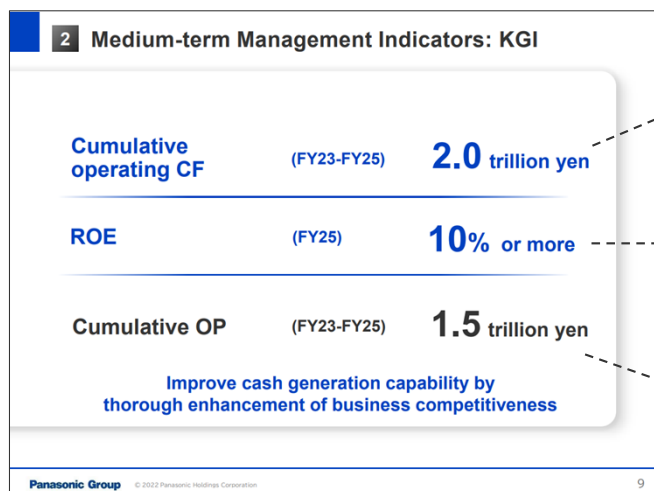 2 Medium-term Management Indicators: KGI
Cumulative
operating CF (FY23-FY25) 2.0 trillion yen
ROE (FY25) 10% or more
Cumulative OP (FY23-FY25) 1.5 trillion yen
Improve cash generation capability by
thorough enhancement of business competitiveness
Panasonic Group © 2022 Panasonic Holdings Corporation 9